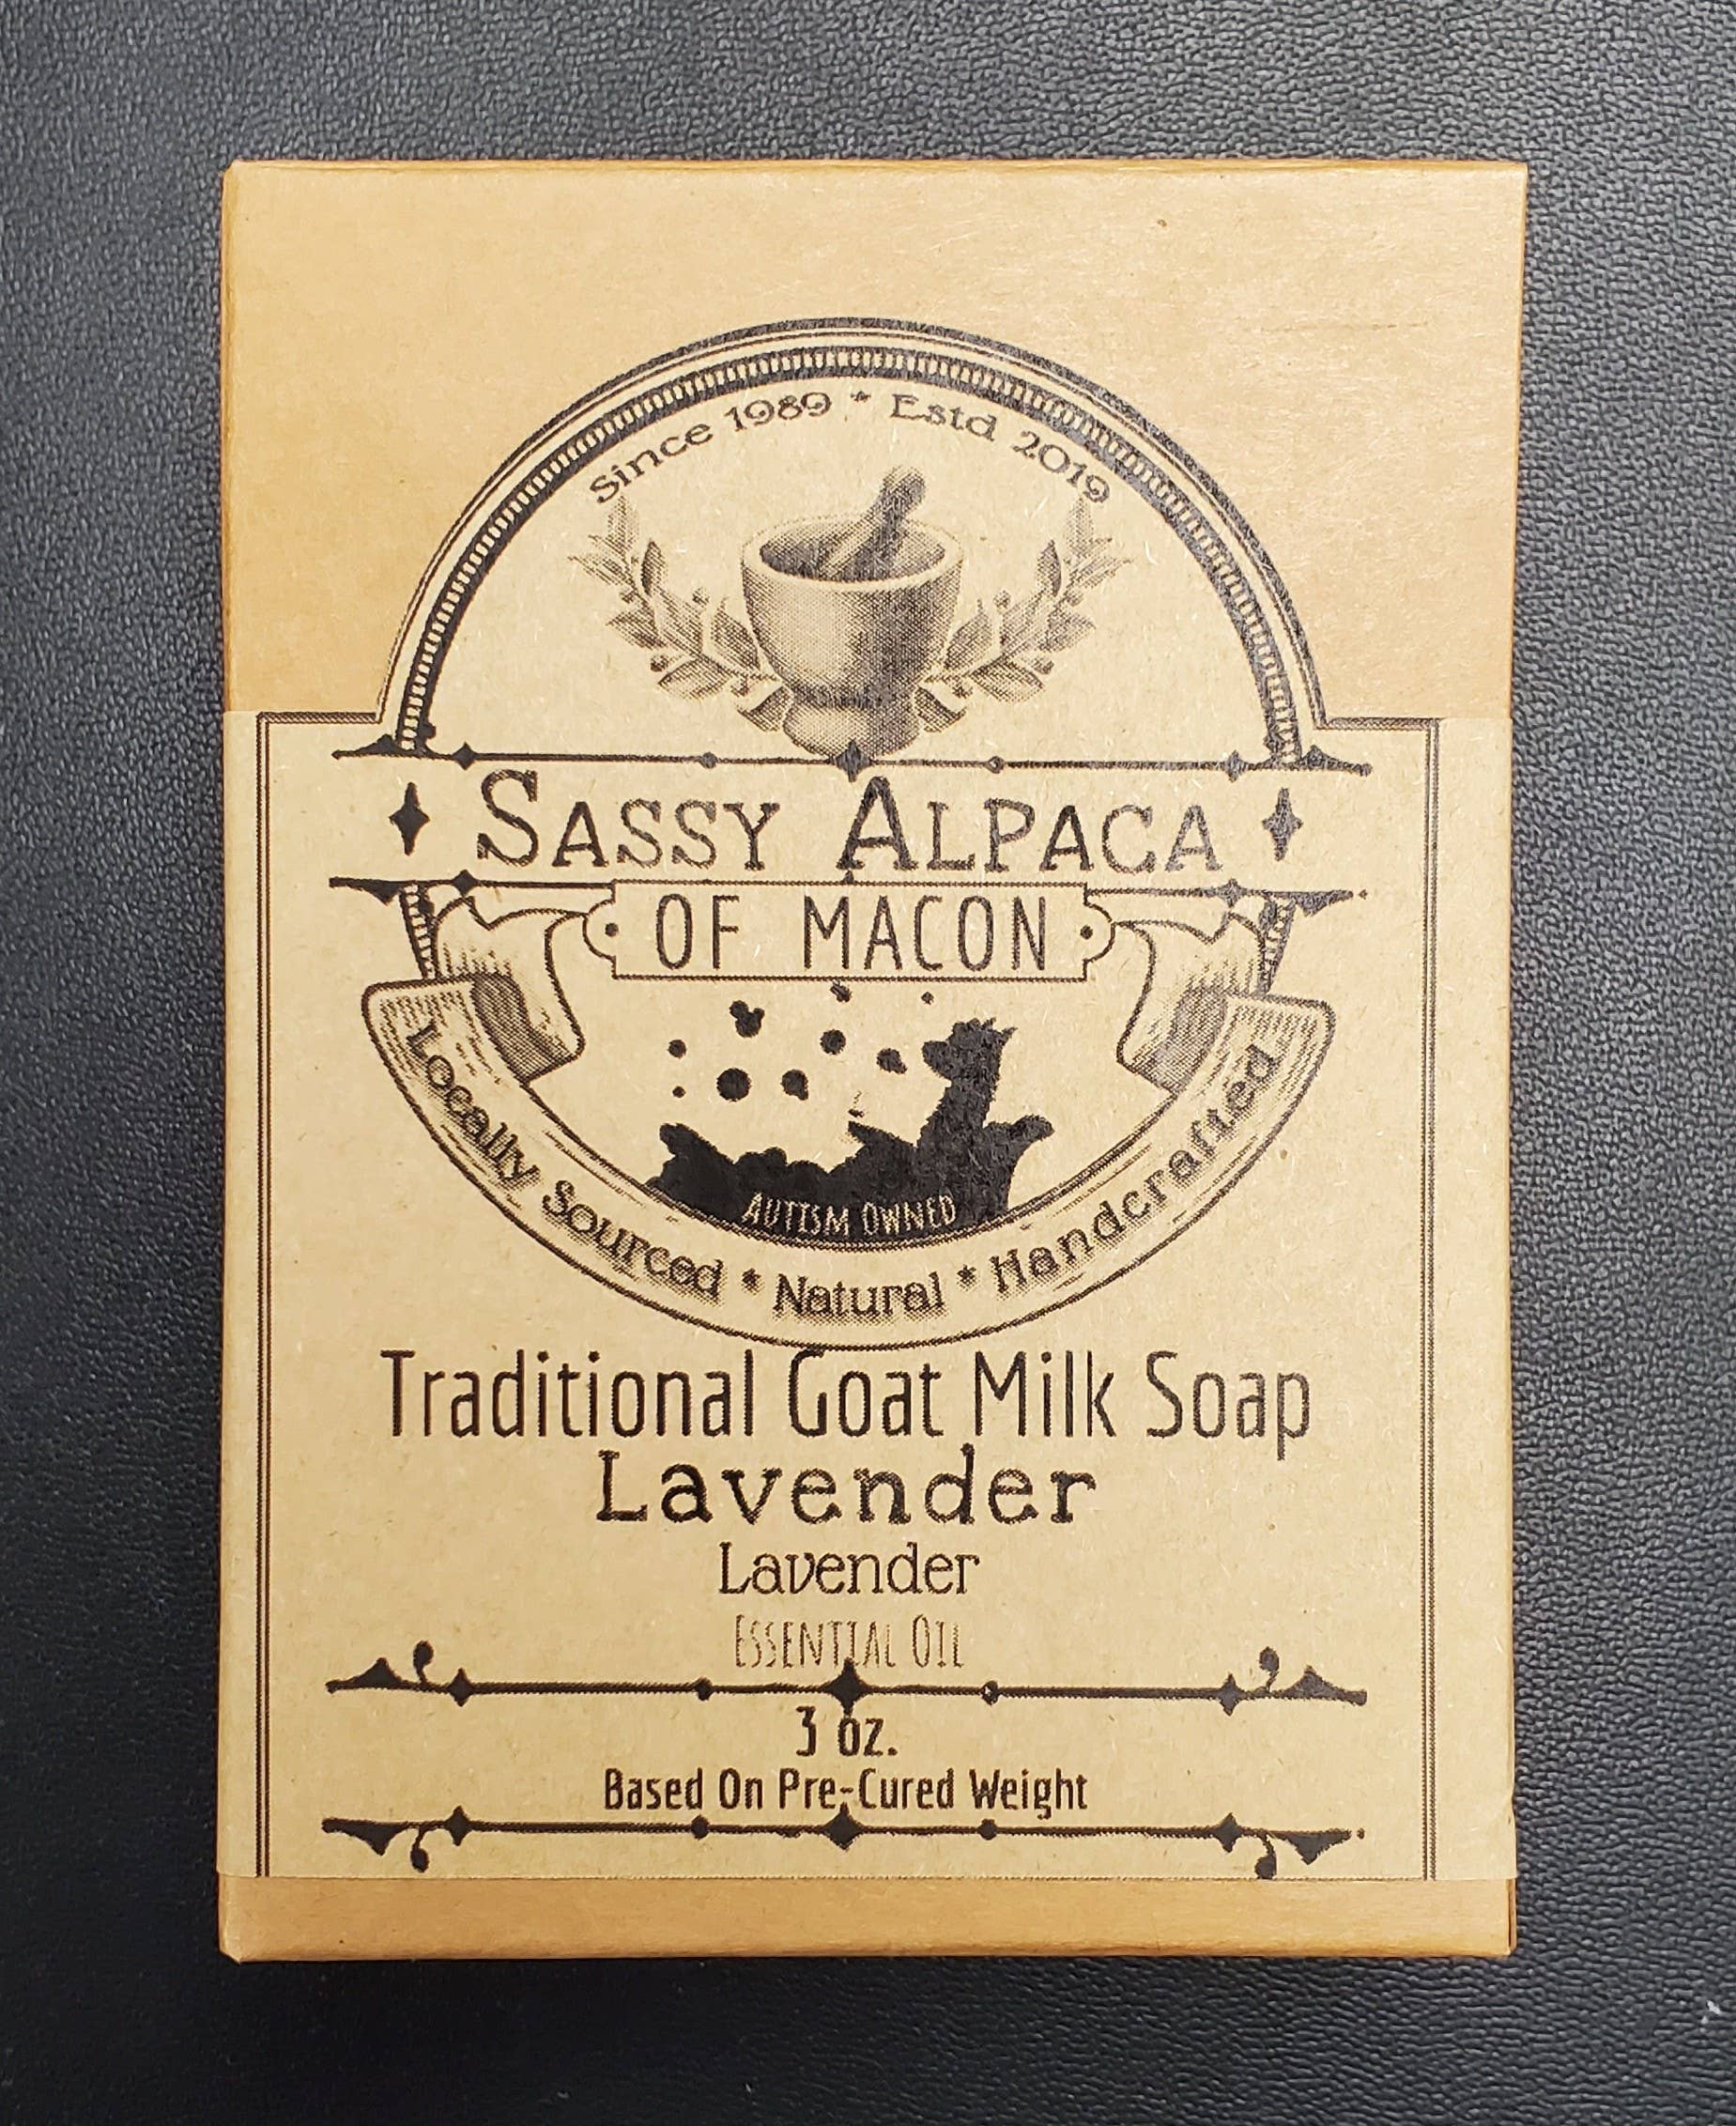 Since 1989 * Estd 2019
SASSY ALPACA
OF MACON
AUTISM OWNED
Locally Sourced * Natural * Handcrafted
Traditional Goat Milk Soap
Lavender
Lavender
ESSENTIAL OIL
3 oz.
Based On Pre-Cured Weight